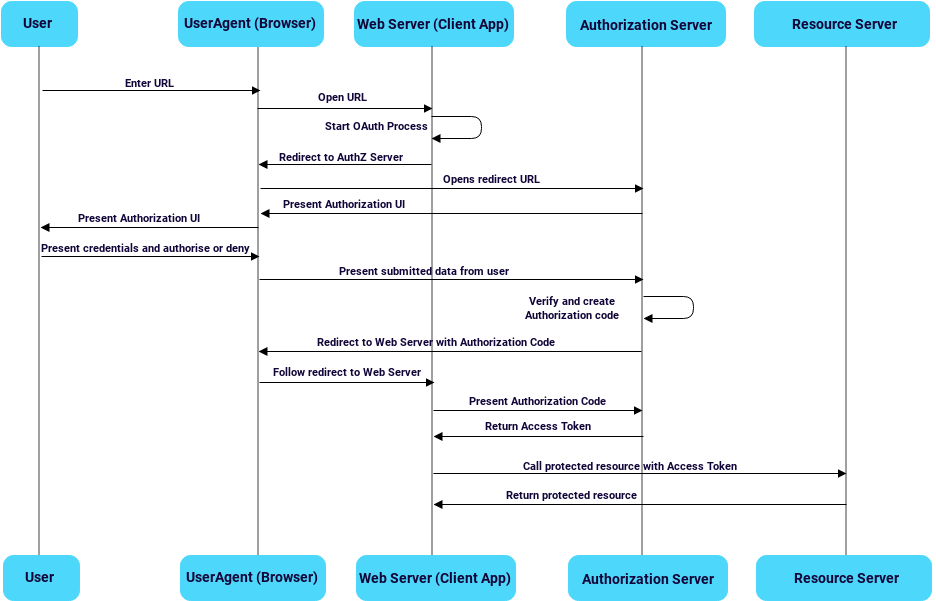 User
UserAgent (Browser)
Web Server (Client App)
Authorization Server
Resource Server
Enter URL
Open URL
Start OAuth Process
Redirect to AuthZ Server
Opens redirect URL
Present Authorization UI
Present Authorization UI
Present credentials and authorise or deny
Present submitted data from user
Verify and create
Authorization code
Redirect to Web Server with Authorization Code
Follow redirect to Web Server
Present Authorization Code
Return Access Token
Call protected resource with Access Token
Return protected resource
User
UserAgent (Browser)
Web Server (Client App)
Authorization Server
Resource Server